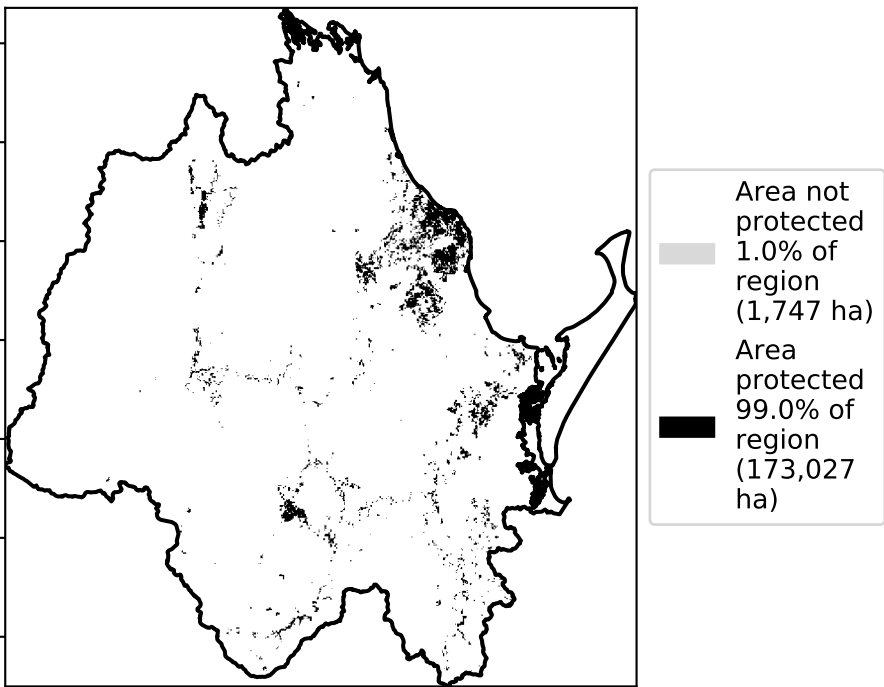 Area not
protected
1.0% of
region
(1,747 ha)
Area
protected
99.0% of
region
(173,027
ha)